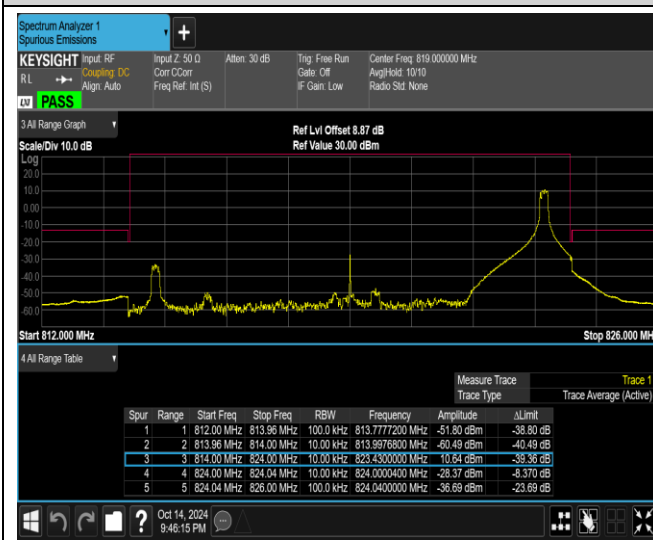 Spectrum Analyzer 1
Spurious Emissions
KEYSIGHT Input: RF Input Z: 50 Ω Atten: 30 dB Trig: Free Run Center Freq: 819.000000 MHz
RL Coupling: DC Corr CCorr Gate: Off Avg|Hold: 10/10
Align: Auto Freq Ref: Int (S) IF Gain: Low Radio Std: None
LXI PASS
3 All Range Graph
Ref Lvl Offset 8.87 dB
Scale/Div 10.0 dB Ref Value 30.00 dBm
Log
20.0
10.0
0.00
-10.0
-20.0
-30.0
-40.0
-50.0
-60.0
Start 812.000 MHz Stop 826.000 MH
4 All Range Table
Measure Trace Trace 1
Trace Type Trace Average (Active)
Spur Range Start Freq Stop Freq RBW Frequency Amplitude ΔLimit
1 1 812.00 MHz 813.96 MHz 100.0 kHz 813.7777200 MHz -51.80 dBm -38.80 dB
2 2 813.96 MHz 814.00 MHz 10.00 kHz 813.9976800 MHz -60.49 dBm -40.49 dB
3 3 814.00 MHz 824.00 MHz 10.00 kHz 823.4300000 MHz 10.64 dBm -39.36 dB
4 4 824.00 MHz 824.04 MHz 10.00 kHz 824.0000400 MHz -28.37 dBm -8.370 dB
5 5 824.04 MHz 826.00 MHz 100.0 kHz 824.0400000 MHz -36.69 dBm -23.69 dB
Oct 14, 2024
9:46:15 PM